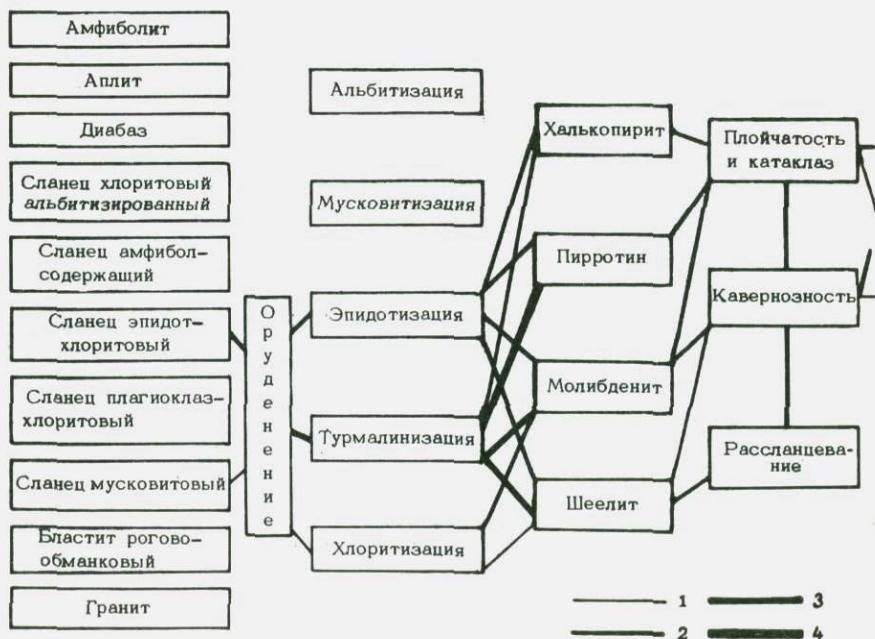 Амфиболит
Аплит
Диабаз
Сланец хлоритовый
альбитизированный
Сланец амфибол-
содержащий
Сланец эпидот-
хлоритовый
Сланец плагиоклаз-
хлоритовый
Сланец мусковитовый
Бластит рогово-
обманковый
Гранит
Оруденение
Альбитизация
Мусковитизация
Эпидотизация
Турмалинизация
Хлоритизация
Халькопирит
Пирротин
Молибденит
Шеелит
Плойчатость
и катаклаз
Кавернозность
Рассланцева-
ние
1
3
2
4